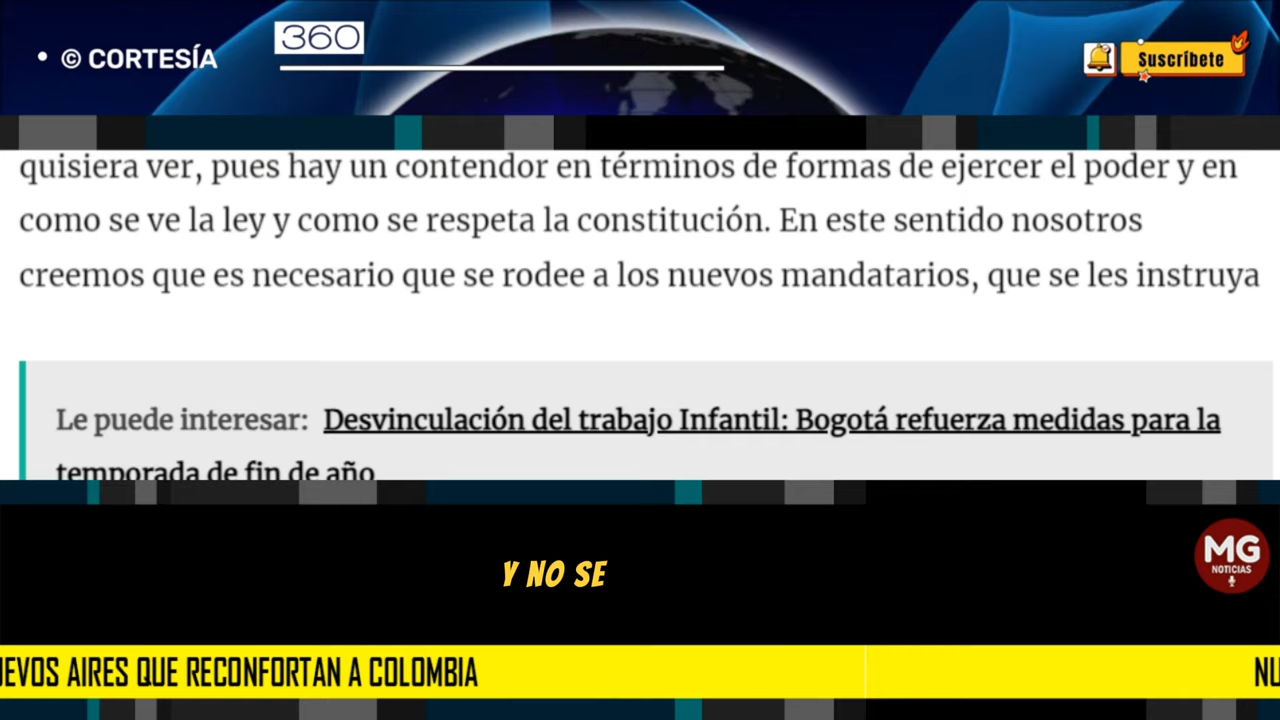 360
• © CORTESÍA
Suscríbete
quisiera ver, pues hay un contendor en términos de formas de ejercer el poder y en
como se ve la ley y como se respeta la constitución. En este sentido nosotros
creemos que es necesario que se rodee a los nuevos mandatarios, que se les instruya
Le puede interesar: Desvinculación del trabajo Infantil: Bogotá refuerza medidas para la
temporada de fin de año
MG
NOTICIAS
Y NO SE
UEVOS AIRES QUE RECONFORTAN A COLOMBIA
NU